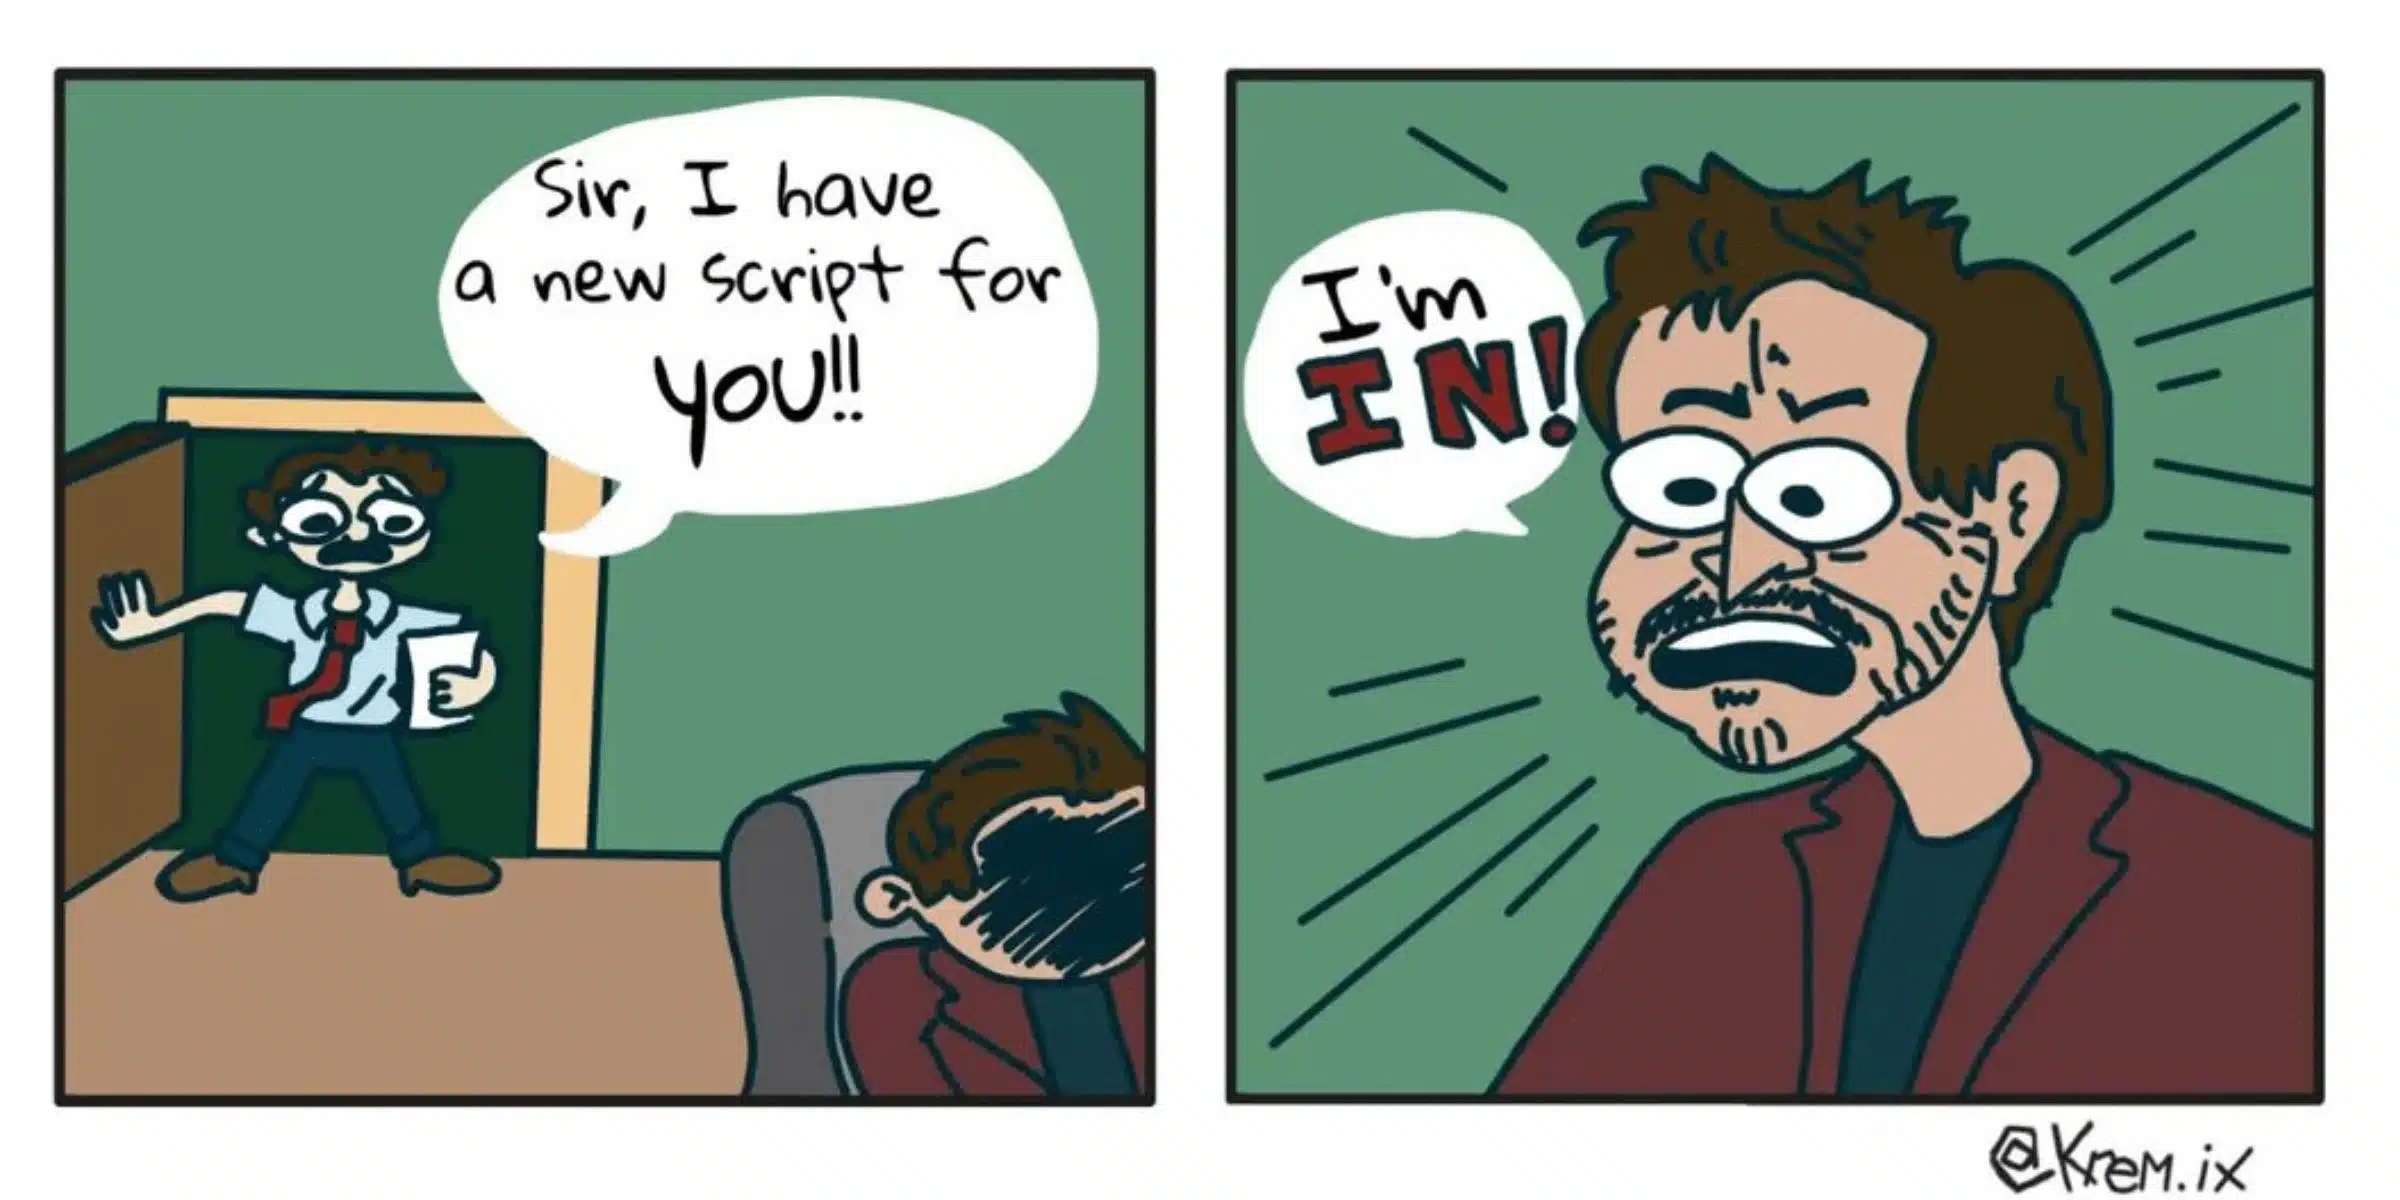 Sir, I have
a new script for
YOU!!
I'm
IN!
@Krem.ix